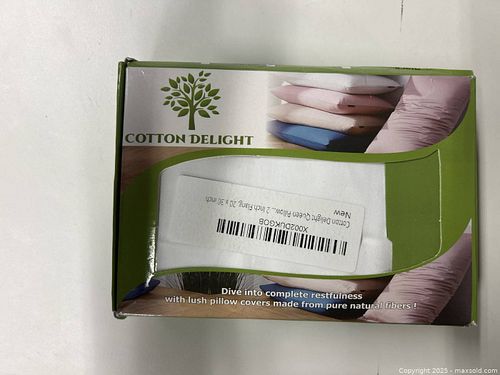 COTTON DELIGHT
X002DUKGOB
Cotton Delight Queen Pillow... 2 Inch Flang, 20 x 30 inch
New
Dive into complete restfulness
with lush pillow covers made from pure natural fibers !
Copyright 2025 - maxsold.com